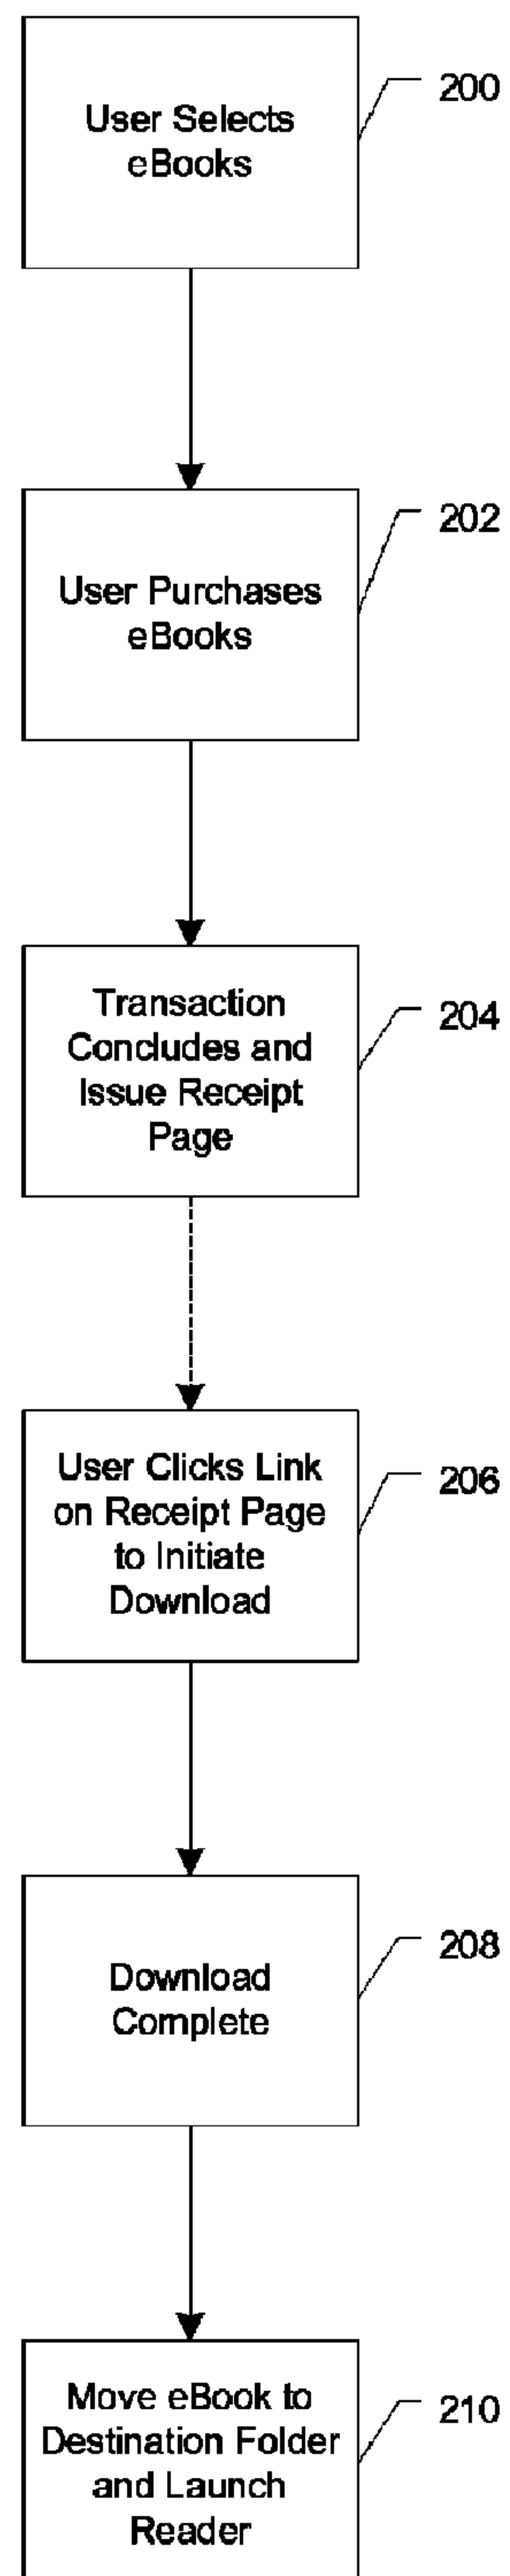 User Selects
eBooks
200
User Purchases
eBooks
202
Transaction
Concludes and
Issue Receipt
Page
204
User Clicks Link
on Receipt Page
to Initiate
Download
206
Download
Complete
208
Move eBook to
Destination Folder
and Launch
Reader
210